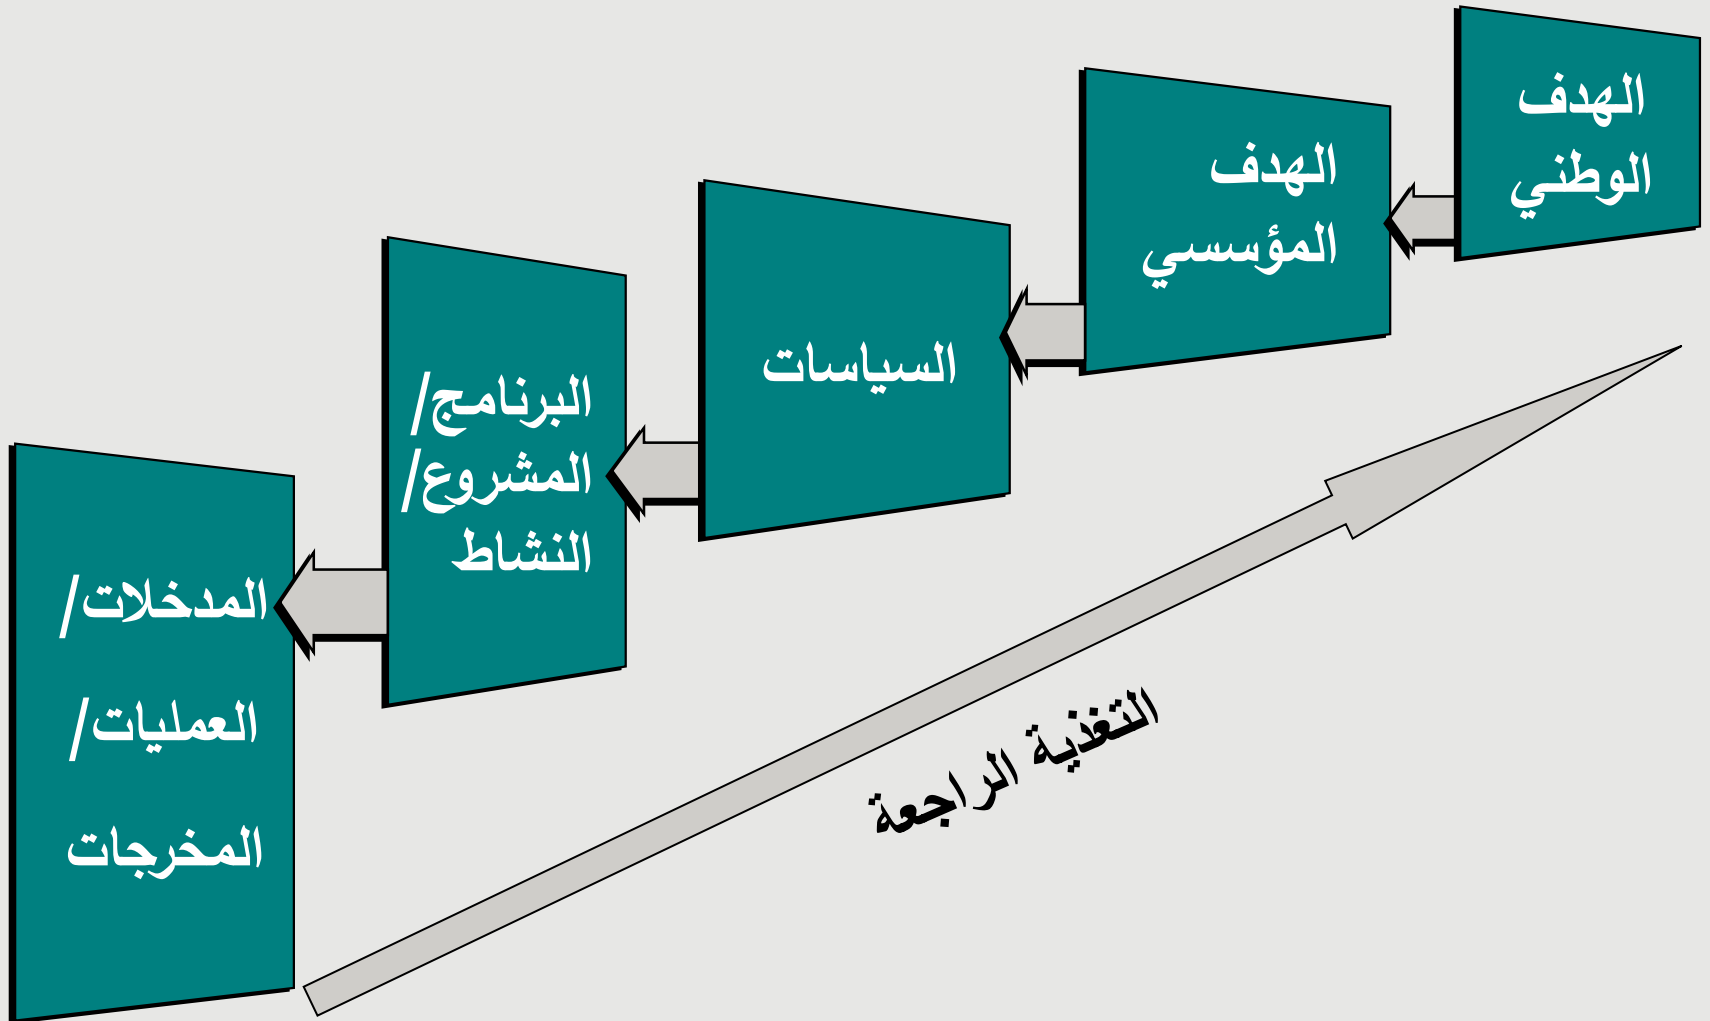 الهدف
الوطني
الهدف
المؤسسي
السياسات
البرنامج/
المشروع/
النشاط
المدخلات/
العمليات/
المخرجات
التغذية الراجعة